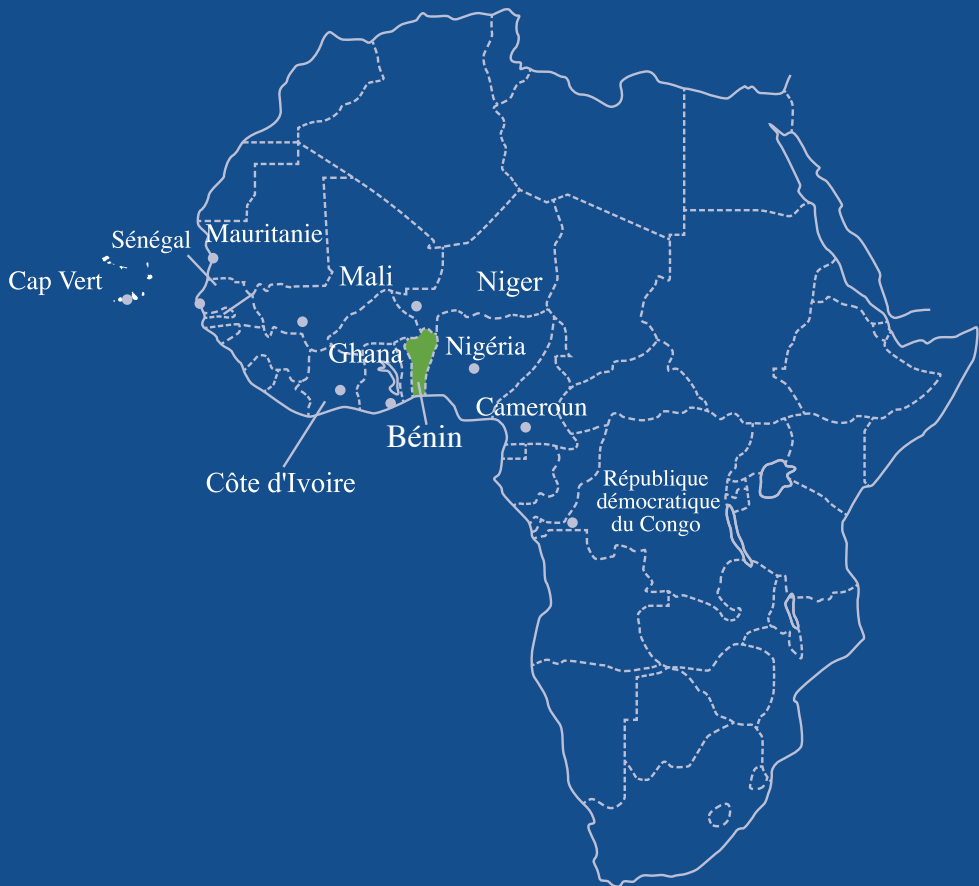 Sénégal
Mauritanie
Cap Vert
Mali
Niger
Ghana
Nigéria
Cameroun
Bénin
Côte d'Ivoire
République
démocratique
du Congo